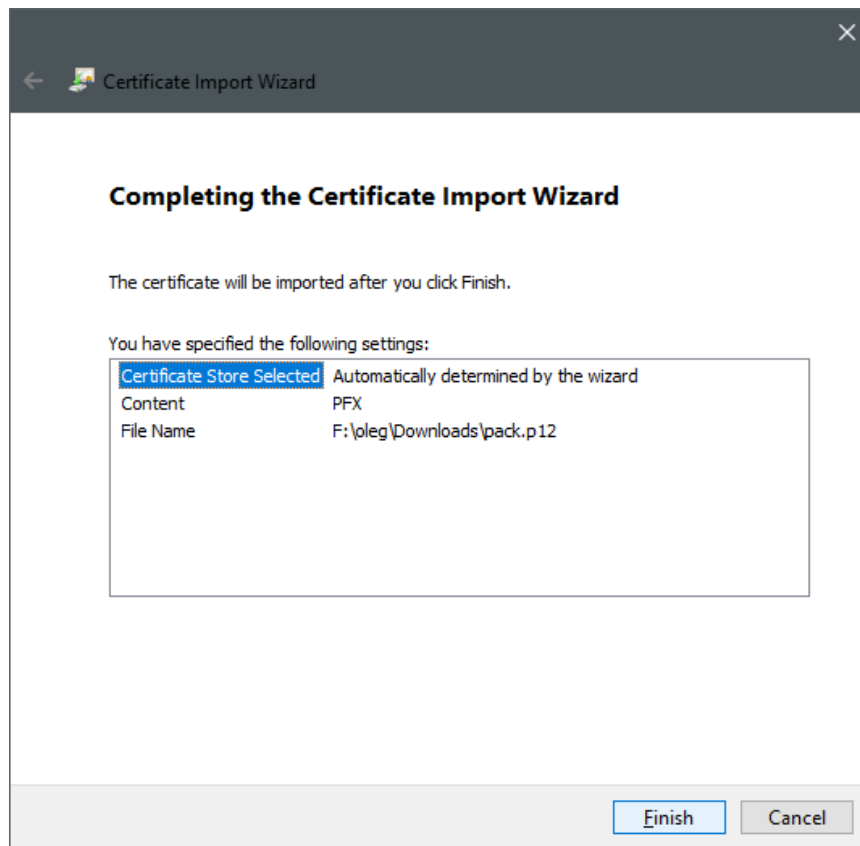 Certificate Import Wizard
Completing the Certificate Import Wizard
The certificate will be imported after you click Finish.
You have specified the following settings:
Certificate Store Selected Automatically determined by the wizard
Content PFX
File Name F:\oleg\Downloads\pack.p12
Finish Cancel